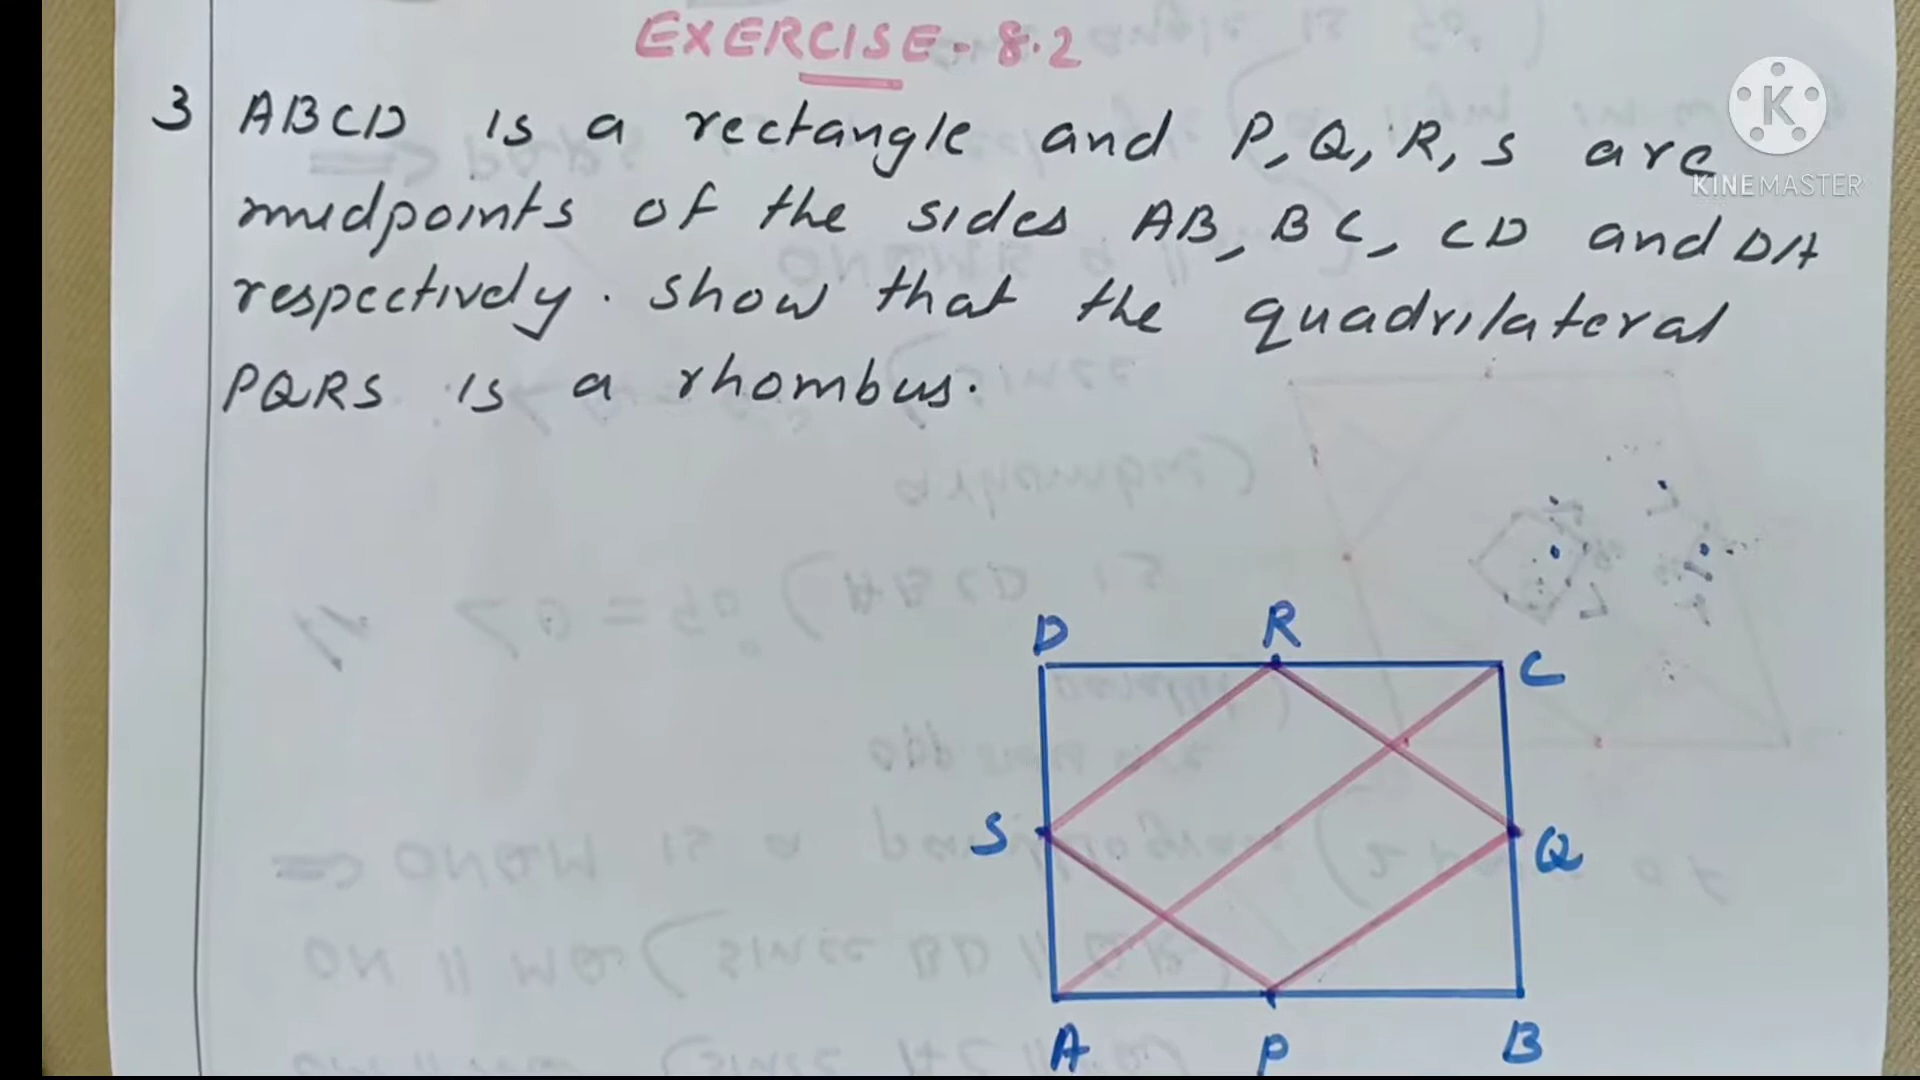 EXERCISE - 8.2
3 ABCD is a rectangle and P, Q, R, S are
midpoints of the sides AB, BC, CD and DA
respectively. Show that the quadrilateral
PQRS is a rhombus.
K
KINEMASTER
D R C
S Q
A P B